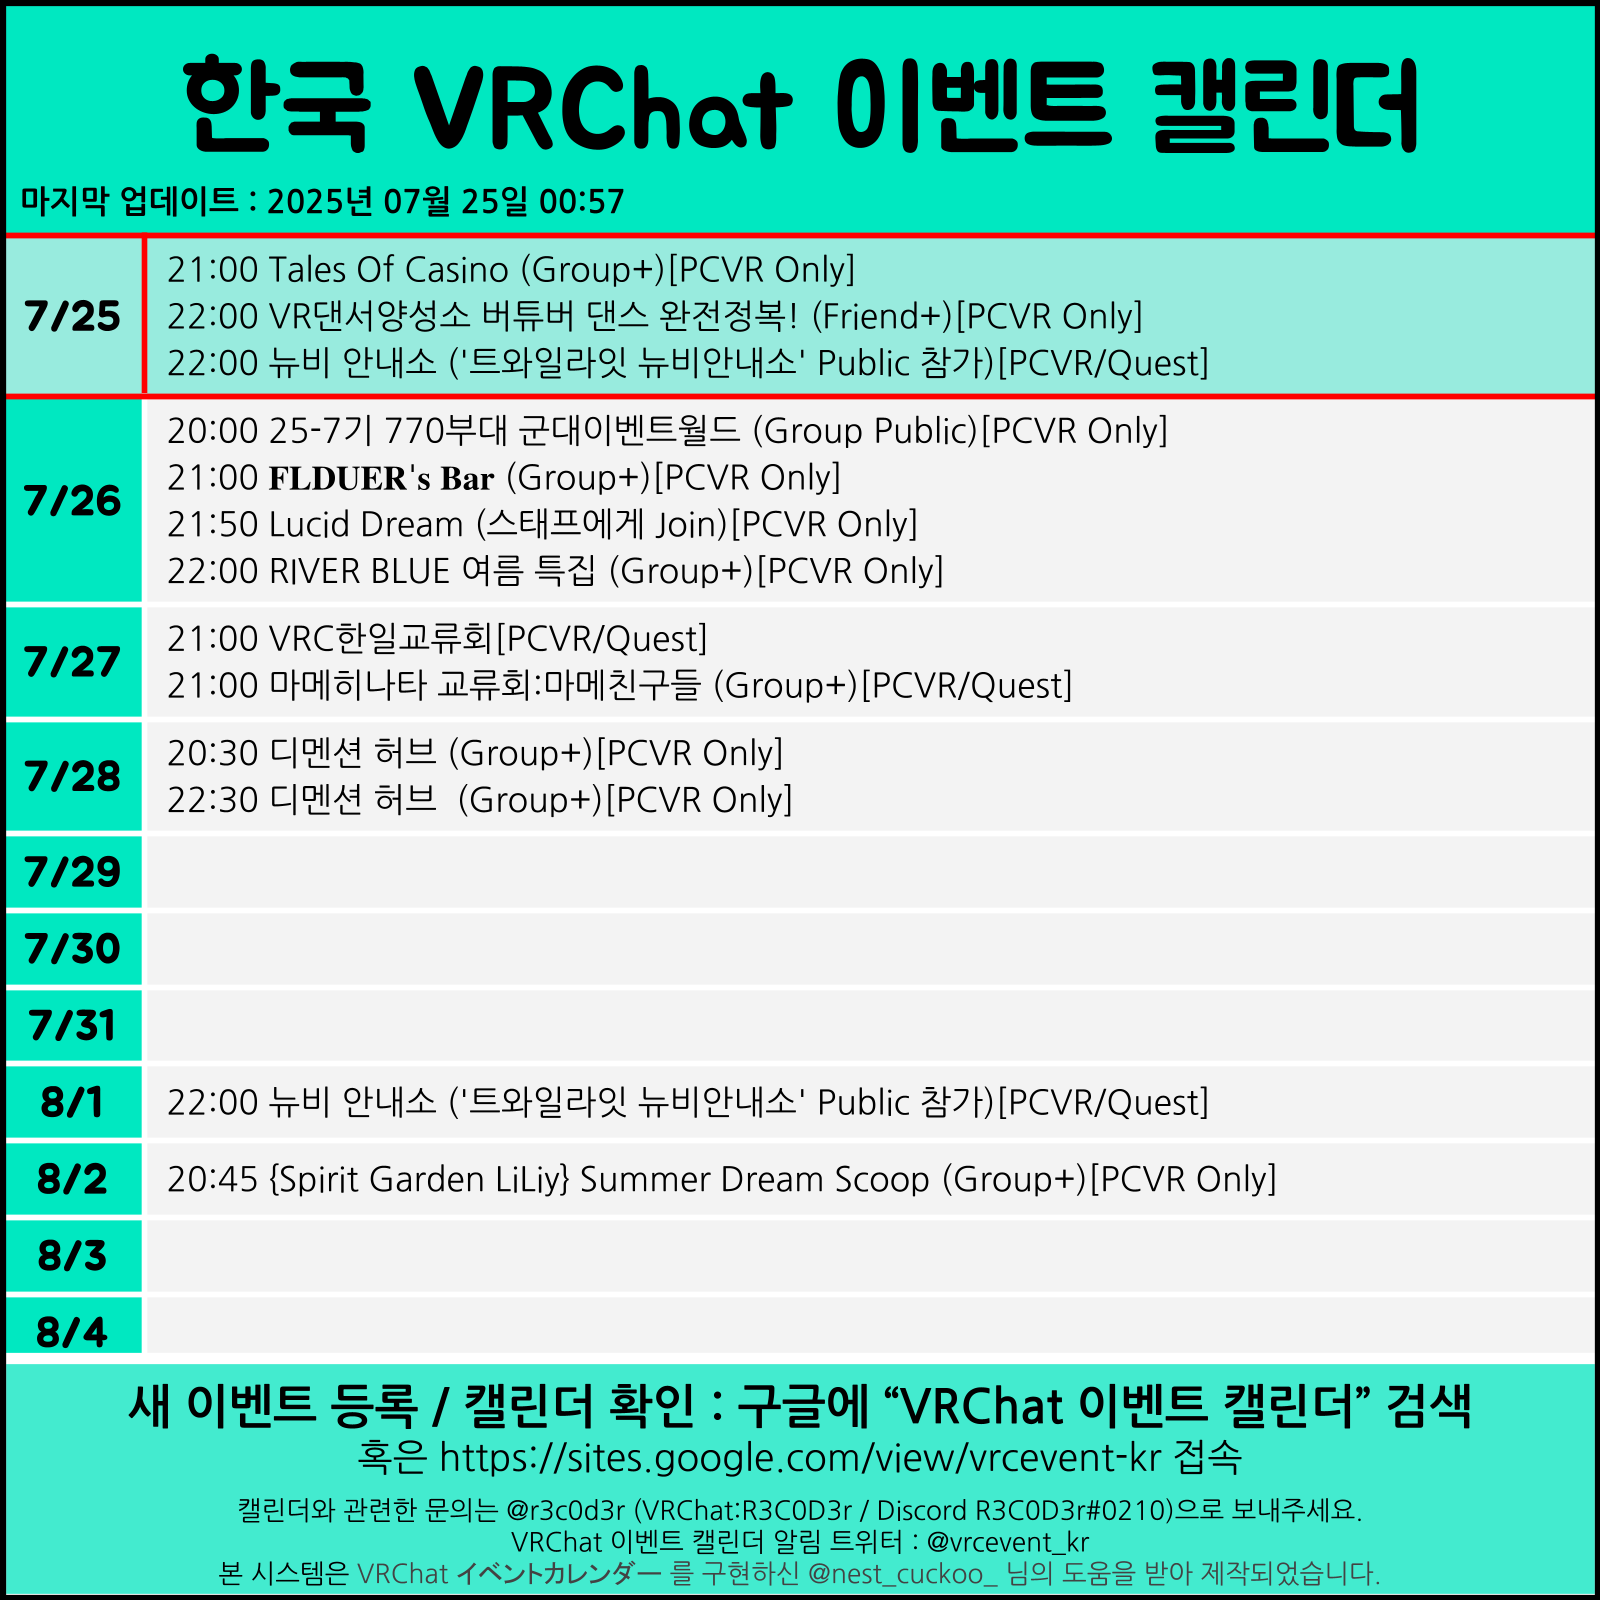 한국 VRChat 이벤트 캘린더
마지막 업데이트 : 2025년 07월 25일 00:57
7/25
21:00 Tales Of Casino (Group+)[PCVR Only]
22:00 VR댄서양성소 버튜버 댄스 완전정복! (Friend+)[PCVR Only]
22:00 뉴비 안내소 ('트와일라잇 뉴비안내소' Public 참가)[PCVR/Quest]
7/26
20:00 25-7기 770부대 군대이벤트월드 (Group Public)[PCVR Only]
21:00 FLDUER's Bar (Group+)[PCVR Only]
21:50 Lucid Dream (스태프에게 Join)[PCVR Only]
22:00 RIVER BLUE 여름 특집 (Group+)[PCVR Only]
7/27
21:00 VRC한일교류회[PCVR/Quest]
21:00 마메히나타 교류회:마메친구들 (Group+)[PCVR/Quest]
7/28
20:30 디멘션 허브 (Group+)[PCVR Only]
22:30 디멘션 허브  (Group+)[PCVR Only]
7/29
7/30
7/31
8/1
22:00 뉴비 안내소 ('트와일라잇 뉴비안내소' Public 참가)[PCVR/Quest]
8/2
20:45 {Spirit Garden LiLiy} Summer Dream Scoop (Group+)[PCVR Only]
8/3
8/4
새 이벤트 등록 / 캘린더 확인 : 구글에 “VRChat 이벤트 캘린더” 검색
혹은 https://sites.google.com/view/vrcevent-kr 접속
캘린더와 관련한 문의는 @r3c0d3r (VRChat:R3C0D3r / Discord R3C0D3r#0210)으로 보내주세요.
VRChat 이벤트 캘린더 알림 트위터 : @vrcevent_kr
본 시스템은 VRChat イベントカレンダー 를 구현하신 @nest_cuckoo_ 님의 도움을 받아 제작되었습니다.